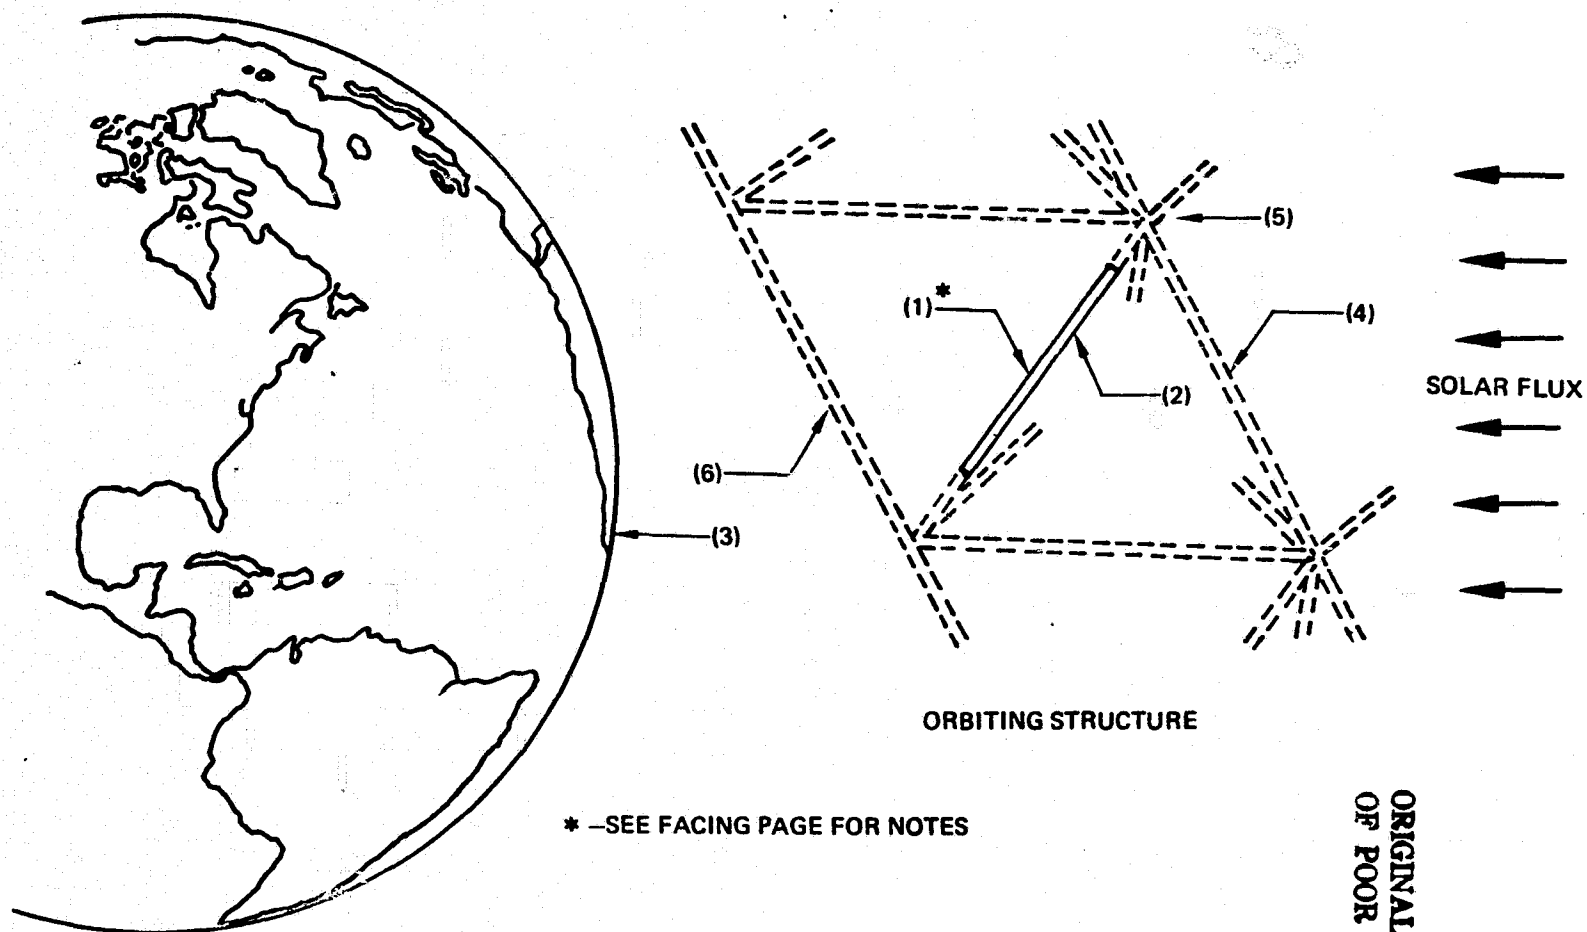 (5)
(1)*
(4)
SOLAR FLUX
(2)
(6)
(3)
ORBITING STRUCTURE
* –SEE FACING PAGE FOR NOTES
ORIGINAL
OF POOR